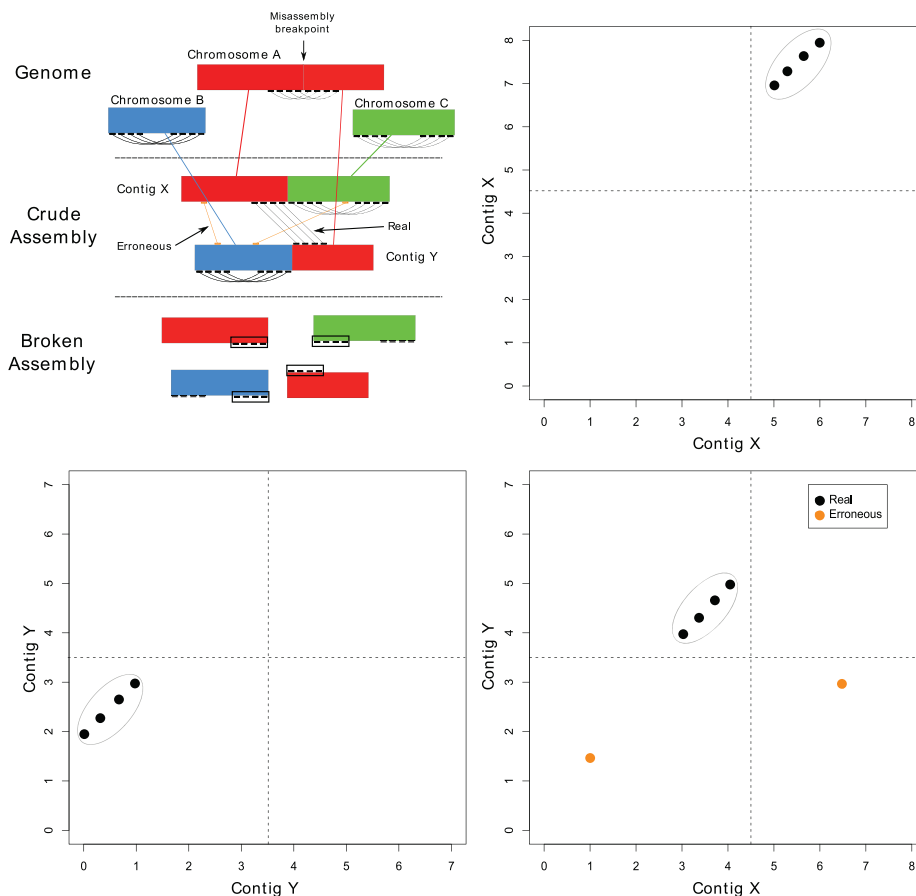 Misassembly
breakpoint
Chromosome A
Genome
Chromosome B
Chromosome C
Contig X
Crude
Assembly
Real
Erroneous
Contig Y
Broken
Assembly
8
7
6
5
4
3
2
1
0
Contig X
0 1 2 3 4 5 6 7 8
Contig X
7
6
5
4
3
2
1
0
Contig Y
0 1 2 3 4 5 6 7
Contig Y
Real
Erroneous
7
6
5
4
3
2
1
0
Contig Y
0 1 2 3 4 5 6 7 8
Contig X